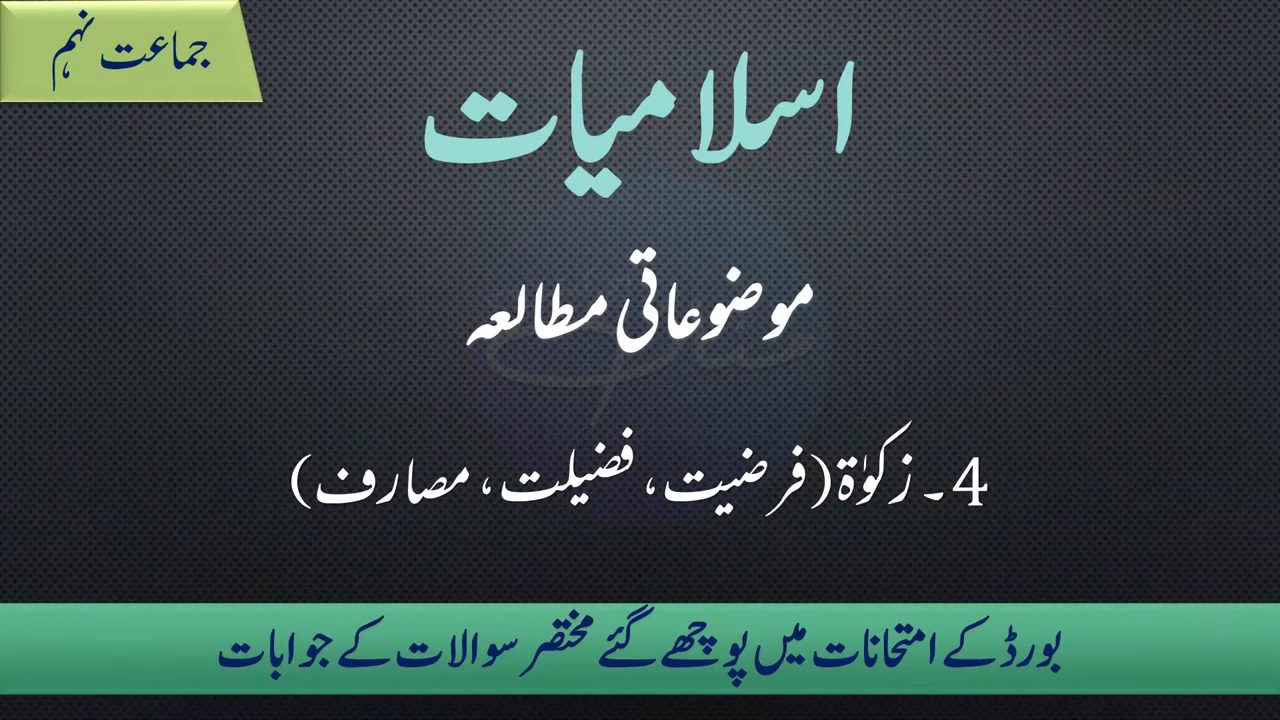 جماعت نہم
اسلامیات
موضوعاتی مطالعہ
4۔ زکوٰۃ (فرضیت، فضیلت، مصارف)
بورڈ کے امتحانات میں پوچھے گئے مختصر سوالات کے جوابات